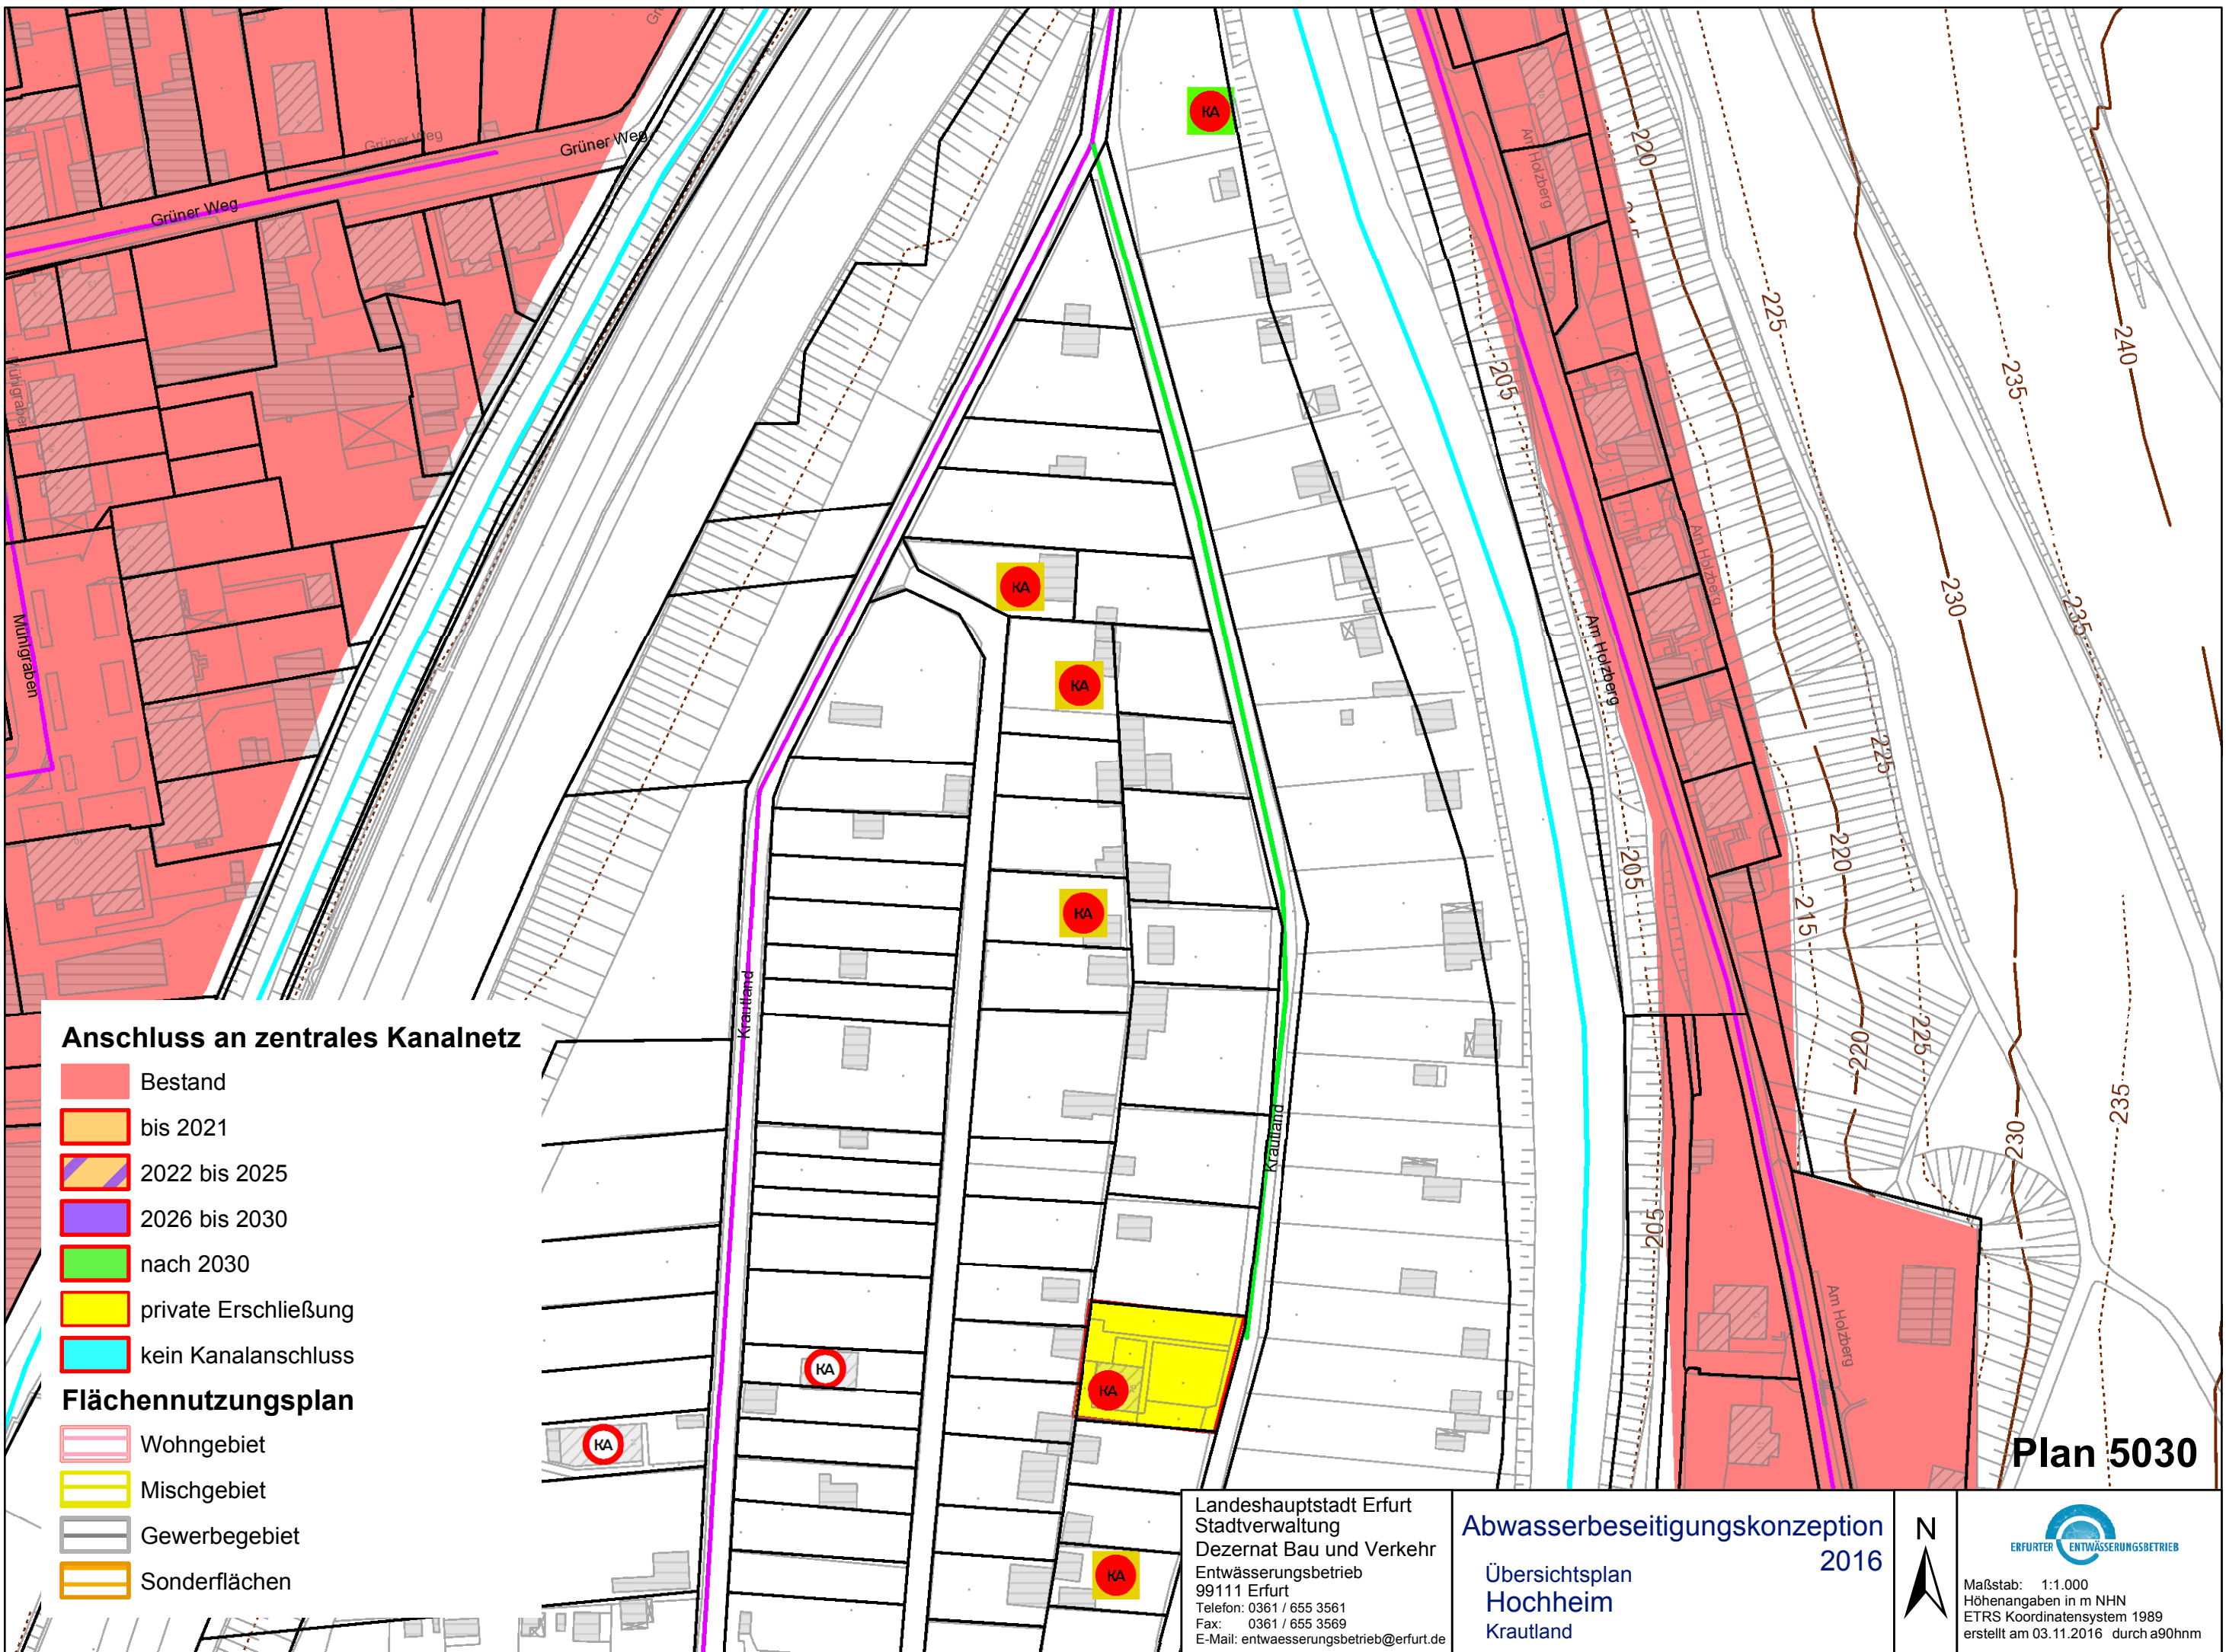 Grüner Weg
Grüner Weg
Grüner Weg
Mühlgraben
Mühlgraben
KA
KA
KA
KA
KA
KA
KA
KA
Krautland
Krautland
Am Holzberg
Am Holzberg
Am Holzberg
Am Holzberg
220
225
235
240
205
230
235
225
220
205
215
220
225
205
230
235
Anschluss an zentrales Kanalnetz
Bestand
bis 2021
2022 bis 2025
2026 bis 2030
nach 2030
private Erschließung
kein Kanalanschluss
Flächennutzungsplan
Wohngebiet
Mischgebiet
Gewerbegebiet
Sonderflächen
Plan 5030
Landeshauptstadt Erfurt
Stadtverwaltung
Dezernat Bau und Verkehr
Entwässerungsbetrieb
99111 Erfurt
Telefon: 0361 / 655 3561
Fax: 0361 / 655 3569
E-Mail: entwaesserungsbetrieb@erfurt.de
Abwasserbeseitigungskonzeption
2016
Übersichtsplan
Hochheim
Krautland
N
ERFURTER ENTWÄSSERUNGSBETRIEB
Maßstab: 1:1.000
Höhenangaben in m NHN
ETRS Koordinatensystem 1989
erstellt am 03.11.2016 durch a90hnm